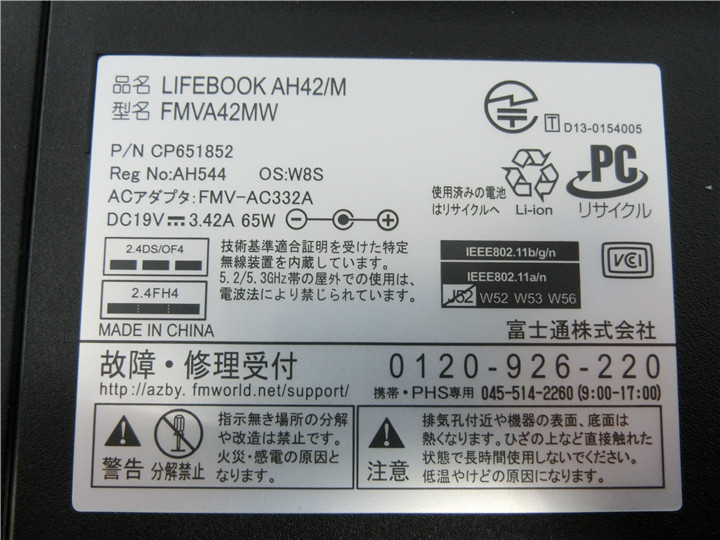 品名 LIFEBOOK AH42/M
型名 FMVA42MW
T D13-0154005
P/N CP651852
Reg No:AH544 OS:W8S
ACアダプタ:FMV-AC332A
DC19V 3.42A 65W
使用済みの電池
はリサイクルへ
Li-ion
PC
リサイクル
2.4DS/OF4
2.4FH4
技術基準適合証明を受けた特定
無線装置を内蔵しています。
5.2/5.3GHz帯の屋外での使用は、
電波法により禁じられています。
IEEE802.11b/g/n
IEEE802.11a/n
J52 W52 W53 W56
VCI
MADE IN CHINA
富士通株式会社
故障・修理受付
0120-926-220
http://azby.fmworld.net/support/
携帯・PHS専用 045-514-2260 (9:00-17:00)
警告
分解禁止
指示無き場所の分解
や改造は禁止です。
火災・感電の原因と
なります。
注意
排気孔付近や機器の表面、底面は
熱くなります。ひざの上など直接触れた
状態で長時間使用しないでください。
低温やけどの原因になります。